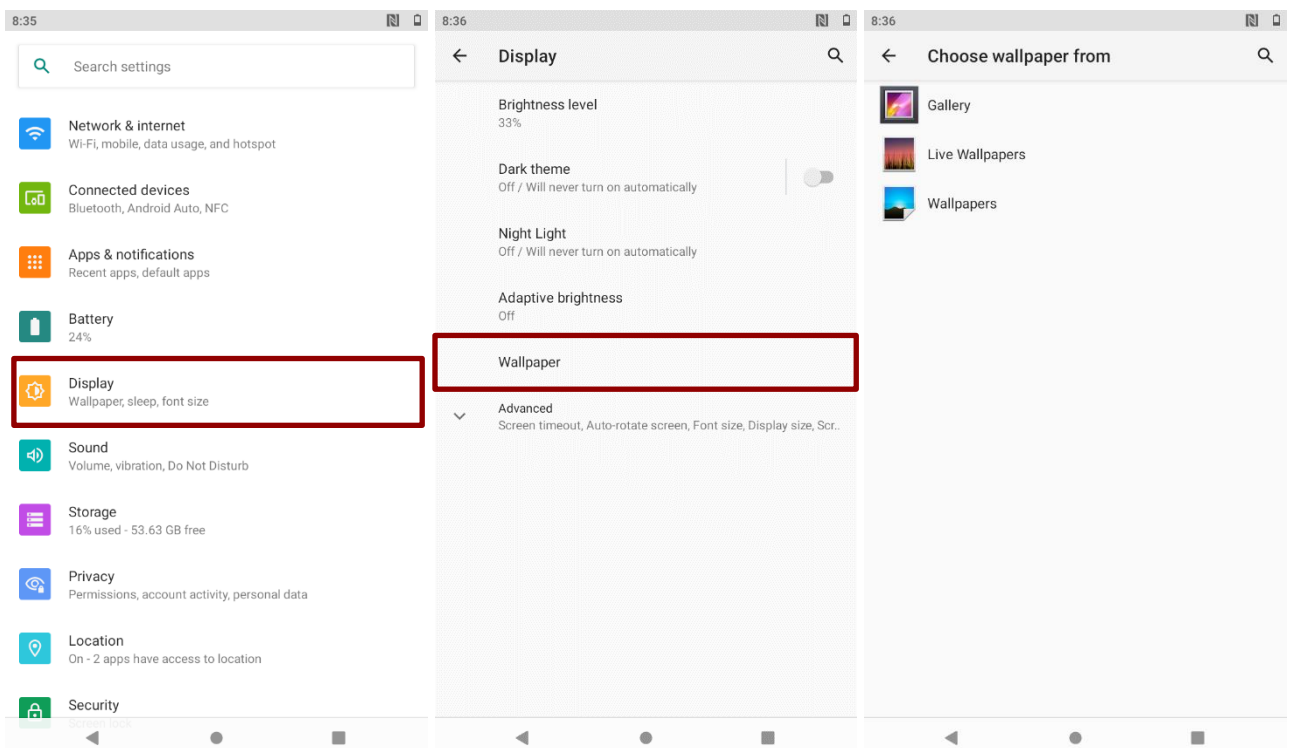 8:35
Search settings
Network & internet
Wi-Fi, mobile, data usage, and hotspot
Connected devices
Bluetooth, Android Auto, NFC
Apps & notifications
Recent apps, default apps
Battery
24%
Display
Wallpaper, sleep, font size
Sound
Volume, vibration, Do Not Disturb
Storage
16% used - 53.63 GB free
Privacy
Permissions, account activity, personal data
Location
On - 2 apps have access to location
Security
Screen lock
8:36
Display
Brightness level
33%
Dark theme
Off / Will never turn on automatically
Night Light
Off / Will never turn on automatically
Adaptive brightness
Off
Wallpaper
Advanced
Screen timeout, Auto-rotate screen, Font size, Display size, Scr..
8:36
Choose wallpaper from
Gallery
Live Wallpapers
Wallpapers